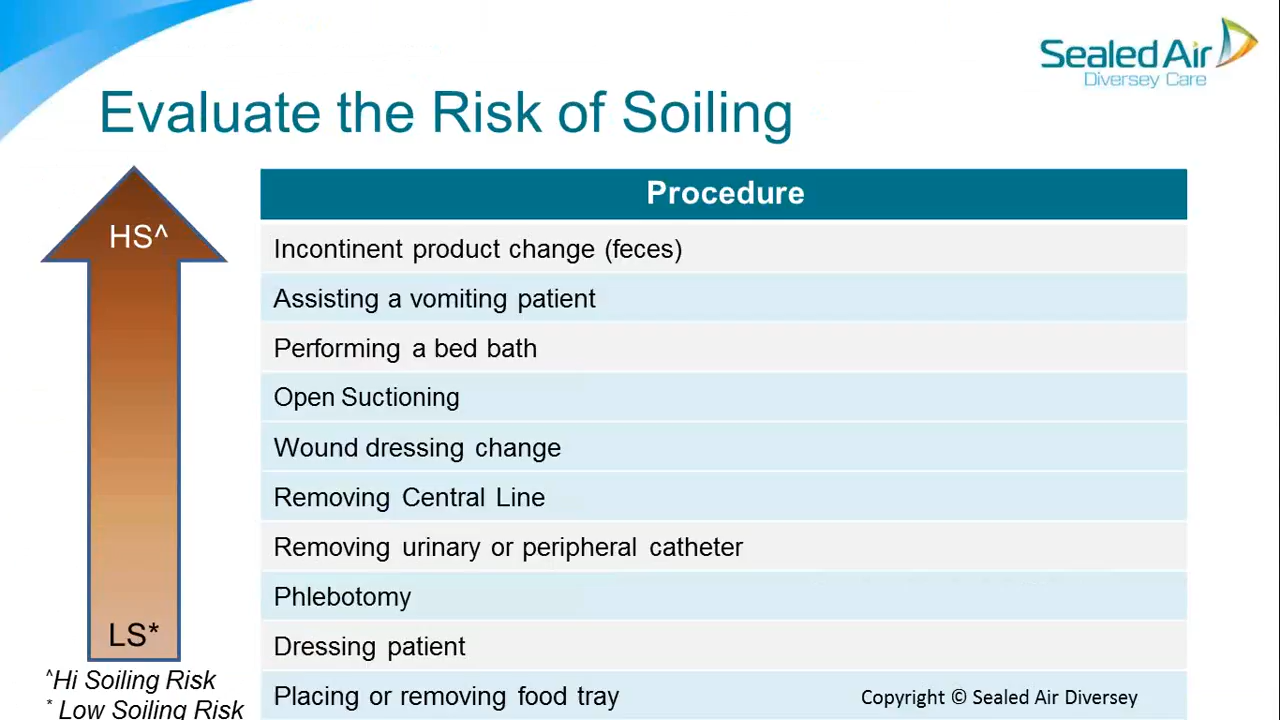 Sealed Air
Diversey Care
Evaluate the Risk of Soiling
HS^
LS*
^Hi Soiling Risk
* Low Soiling Risk
Procedure
Incontinent product change (feces)
Assisting a vomiting patient
Performing a bed bath
Open Suctioning
Wound dressing change
Removing Central Line
Removing urinary or peripheral catheter
Phlebotomy
Dressing patient
Placing or removing food tray
Copyright © Sealed Air Diversey